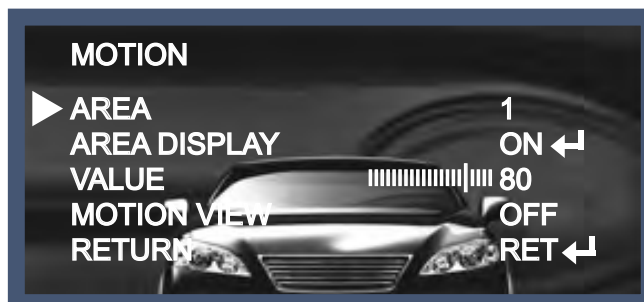 MOTION
AREA 1
AREA DISPLAY ON
VALUE 80
MOTION VIEW OFF
RETURN RET